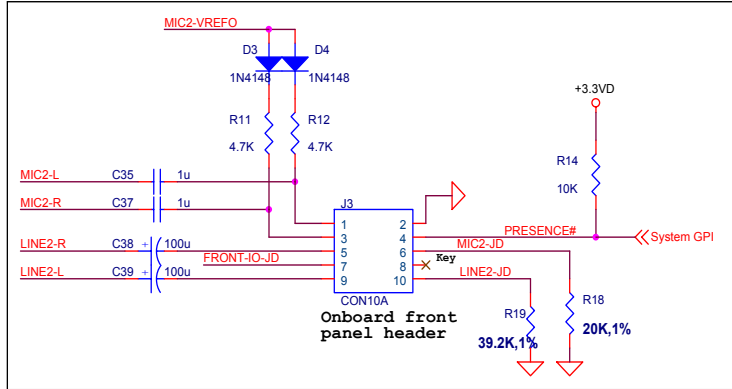 MIC2-VREFO
D3 D4
1N4148 1N4148
+3.3VD
R11 R12
4.7K 4.7K
R14
10K
MIC2-L C35 1u
MIC2-R C37 1u
J3
1 2
PRESENCE#
System GPI
3 4
LINE2-R C38 + 100u
MIC2-JD
5 6
FRONT-IO-JD
Key
7 8
LINE2-L C39 + 100u
LINE2-JD
9 10
CON10A
Onboard front
panel header
R19
39.2K,1%
R18
20K,1%